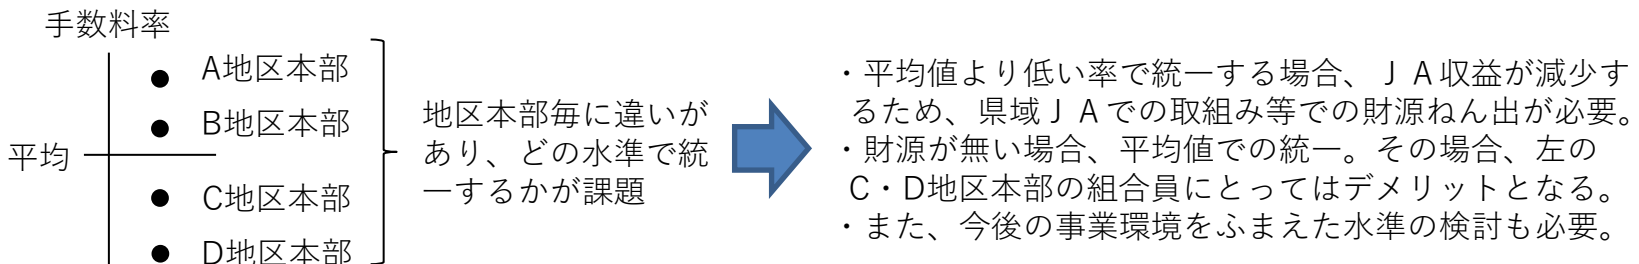 手数料率
A地区本部
B地区本部
平均
C地区本部
D地区本部
地区本部毎に違いが
あり、どの水準で統
一するかが課題
・平均値より低い率で統一する場合、ＪＡ収益が減少す
るため、県域ＪＡでの取組み等での財源ねん出が必要。
・財源が無い場合、平均値での統一。その場合、左の
C・D地区本部の組合員にとってはデメリットとなる。
・また、今後の事業環境をふまえた水準の検討も必要。